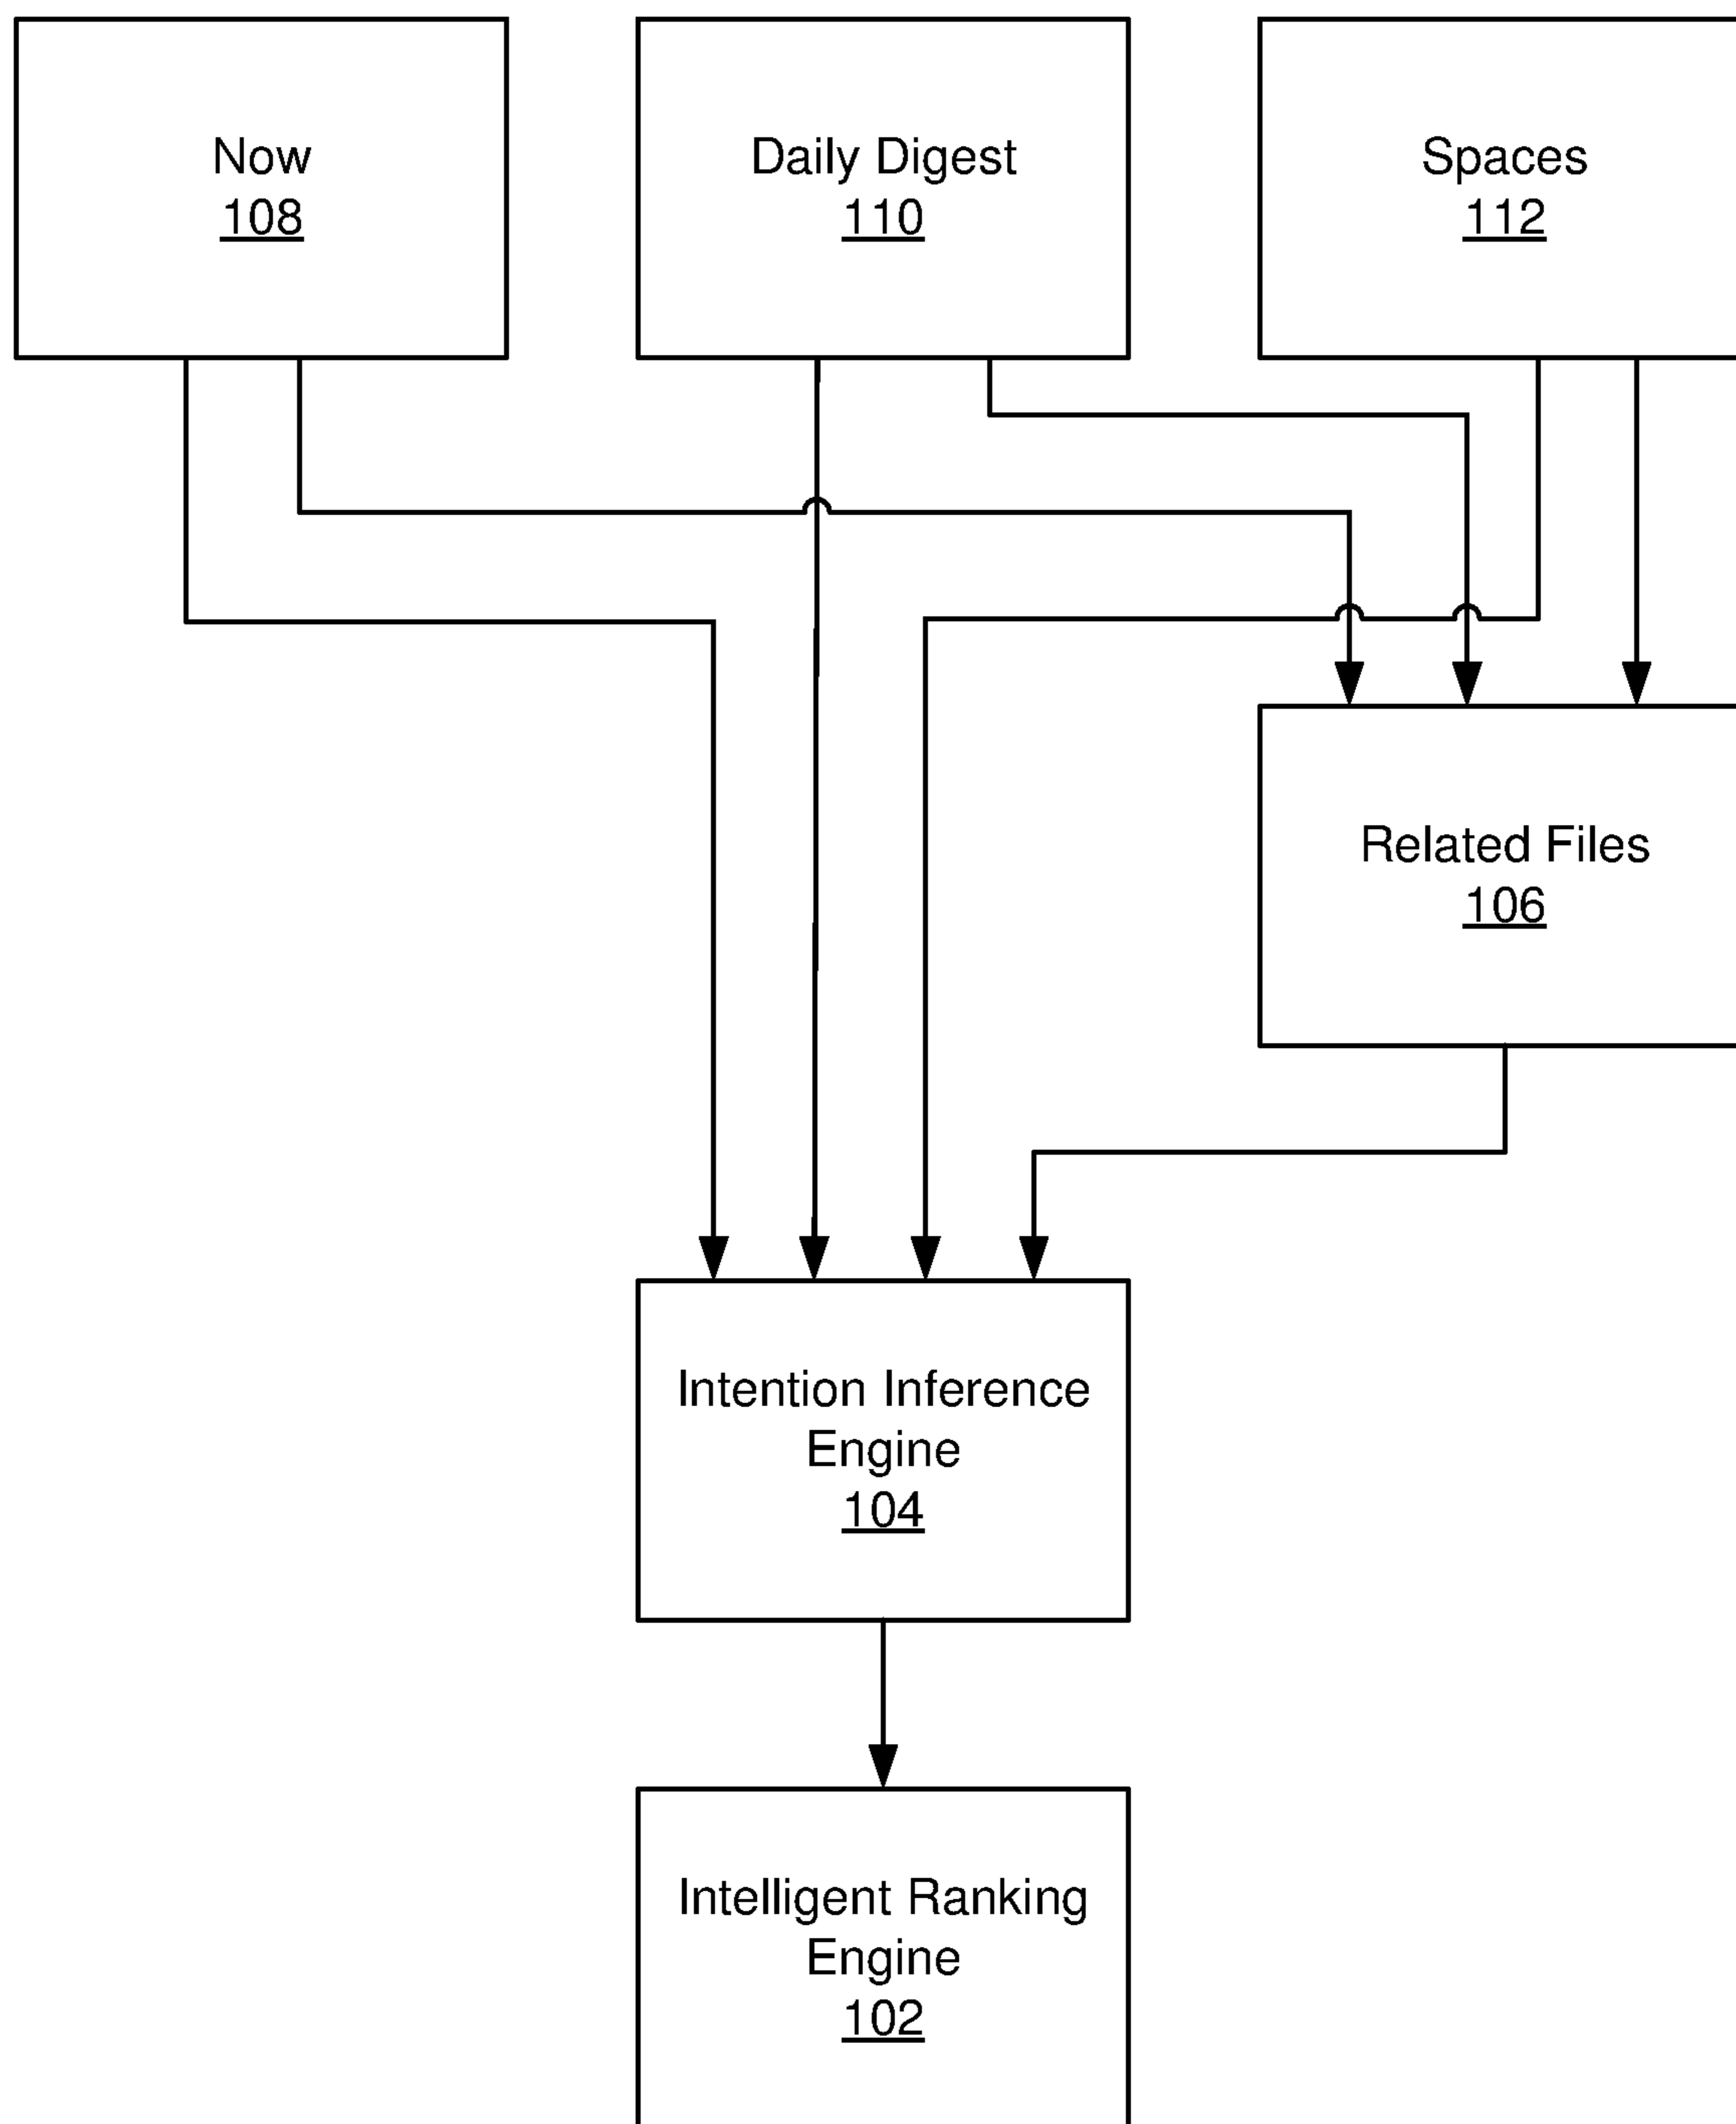 Now
108
Daily Digest
110
Spaces
112
Related Files
106
Intention Inference
Engine
104
Intelligent Ranking
Engine
102